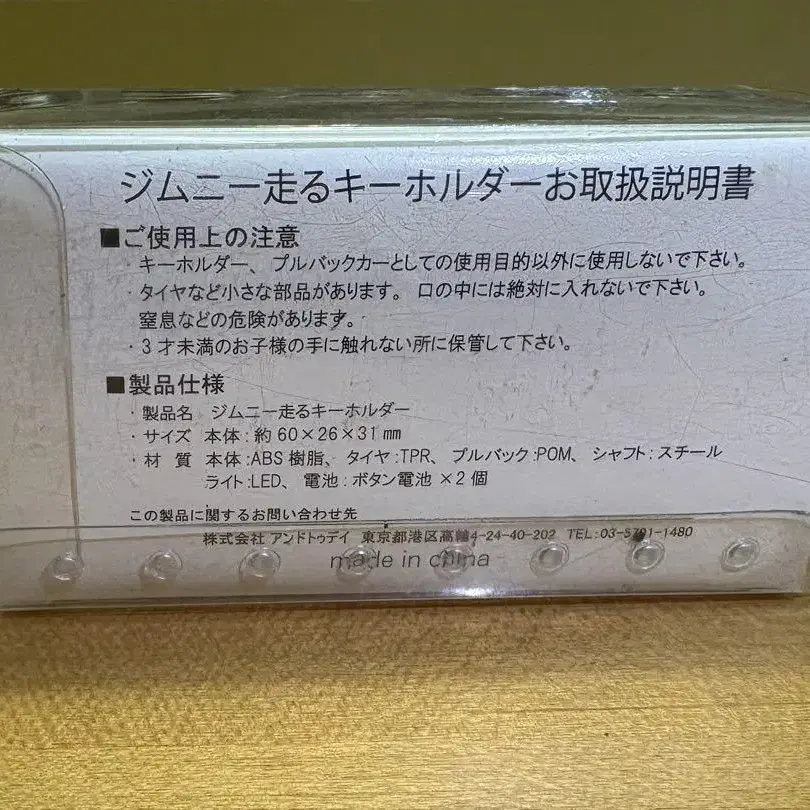 ジムニー走るキーホルダーお取扱説明書
■ご使用上の注意
・キーホルダー、プルバックカーとしての使用目的以外に使用しないで下さい。
・タイヤなど小さな部品があります。口の中には絶対に入れないで下さい。
窒息などの危険があります。
・3才未満のお子様の手に触れない所に保管して下さい。
■製品仕様
・製品名 ジムニー走るキーホルダー
・サイズ 本体:約60×26×31㎜
・材 質 本体:ABS樹脂、タイヤ:TPR、プルバック:POM、シャフト:スチール
ライト:LED、電池:ボタン電池×2個
この製品に関するお問い合わせ先
株式会社アンドトゥデイ 東京都港区高輪4-24-40-202 TEL:03-5791-1480
made in china